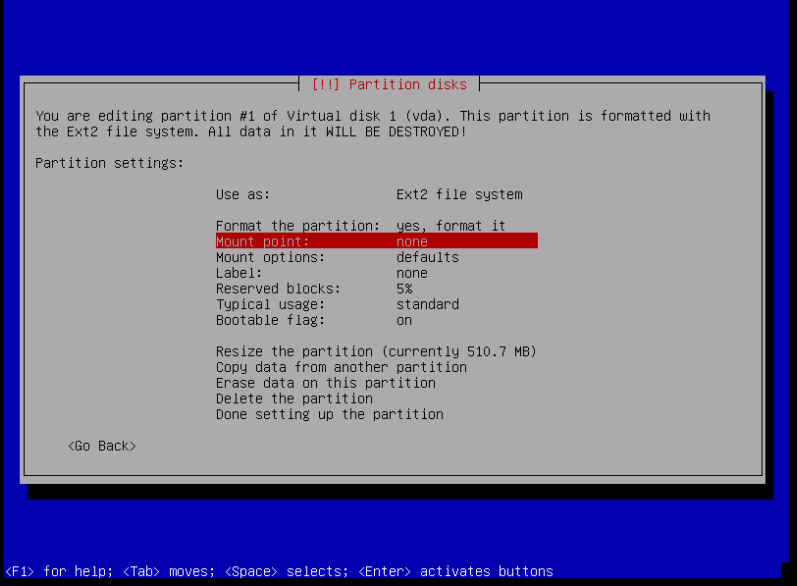 [!!] Partition disks
You are editing partition #1 of Virtual disk 1 (vda). This partition is formatted with
the Ext2 file system. All data in it WILL BE DESTROYED!
Partition settings:
Use as: Ext2 file system
Format the partition: yes, format it
Mount point: none
Mount options: defaults
Label: none
Reserved blocks: 5%
Typical usage: standard
Bootable flag: on
Resize the partition (currently 510.7 MB)
Copy data from another partition
Erase data on this partition
Delete the partition
Done setting up the partition
<Go Back>
<F1> for help; <Tab> moves; <Space> selects; <Enter> activates buttons